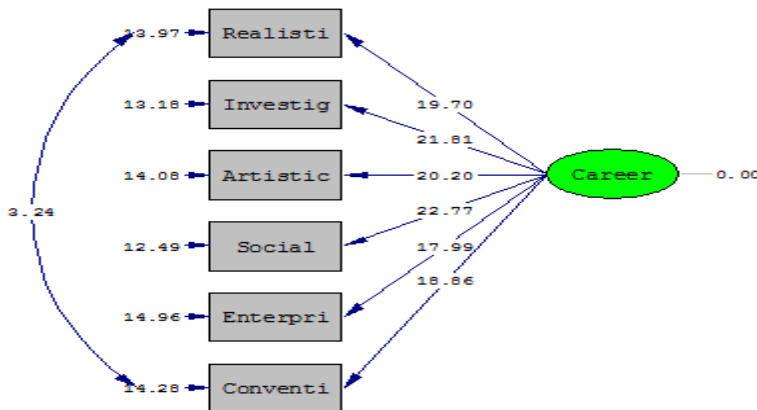 13.97 Realisti
19.70
13.18 Investig
21.81
14.08 Artistic 20.20 Career 0.00
3.24
22.77
12.49 Social
17.99
18.86
14.96 Enterpri
14.28 Conventi